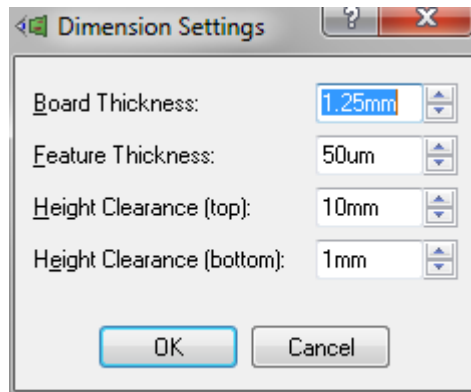 Dimension Settings
Board Thickness: 1.25mm
Feature Thickness: 50um
Height Clearance (top): 10mm
Height Clearance (bottom): 1mm
OK Cancel